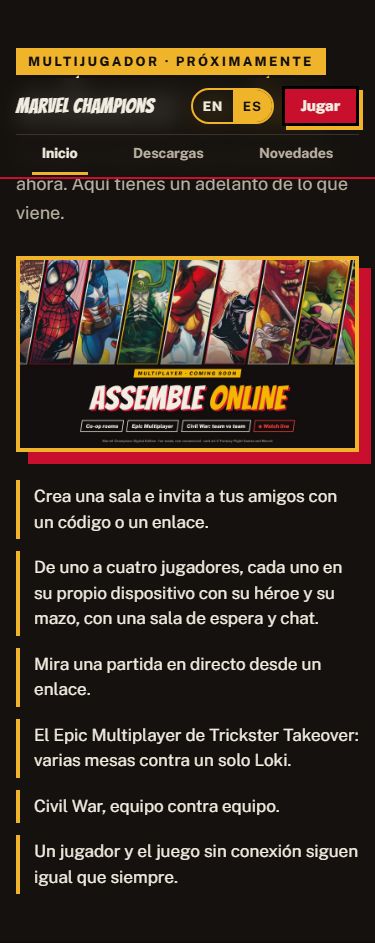 MULTIJUGADOR · PRÓXIMAMENTE
MARVEL CHAMPIONS
EN ES
Jugar
Inicio Descargas Novedades
ahora. Aquí tienes un adelanto de lo que
viene.
MULTIPLAYER · COMING SOON
ASSEMBLE ONLINE
Co-op rooms Epic Multiplayer Civil War: team vs team Watch live
Crea una sala e invita a tus amigos con
un código o un enlace.
De uno a cuatro jugadores, cada uno en
su propio dispositivo con su héroe y su
mazo, con una sala de espera y chat.
Mira una partida en directo desde un
enlace.
El Epic Multiplayer de Trickster Takeover:
varias mesas contra un solo Loki.
Civil War, equipo contra equipo.
Un jugador y el juego sin conexión siguen
igual que siempre.